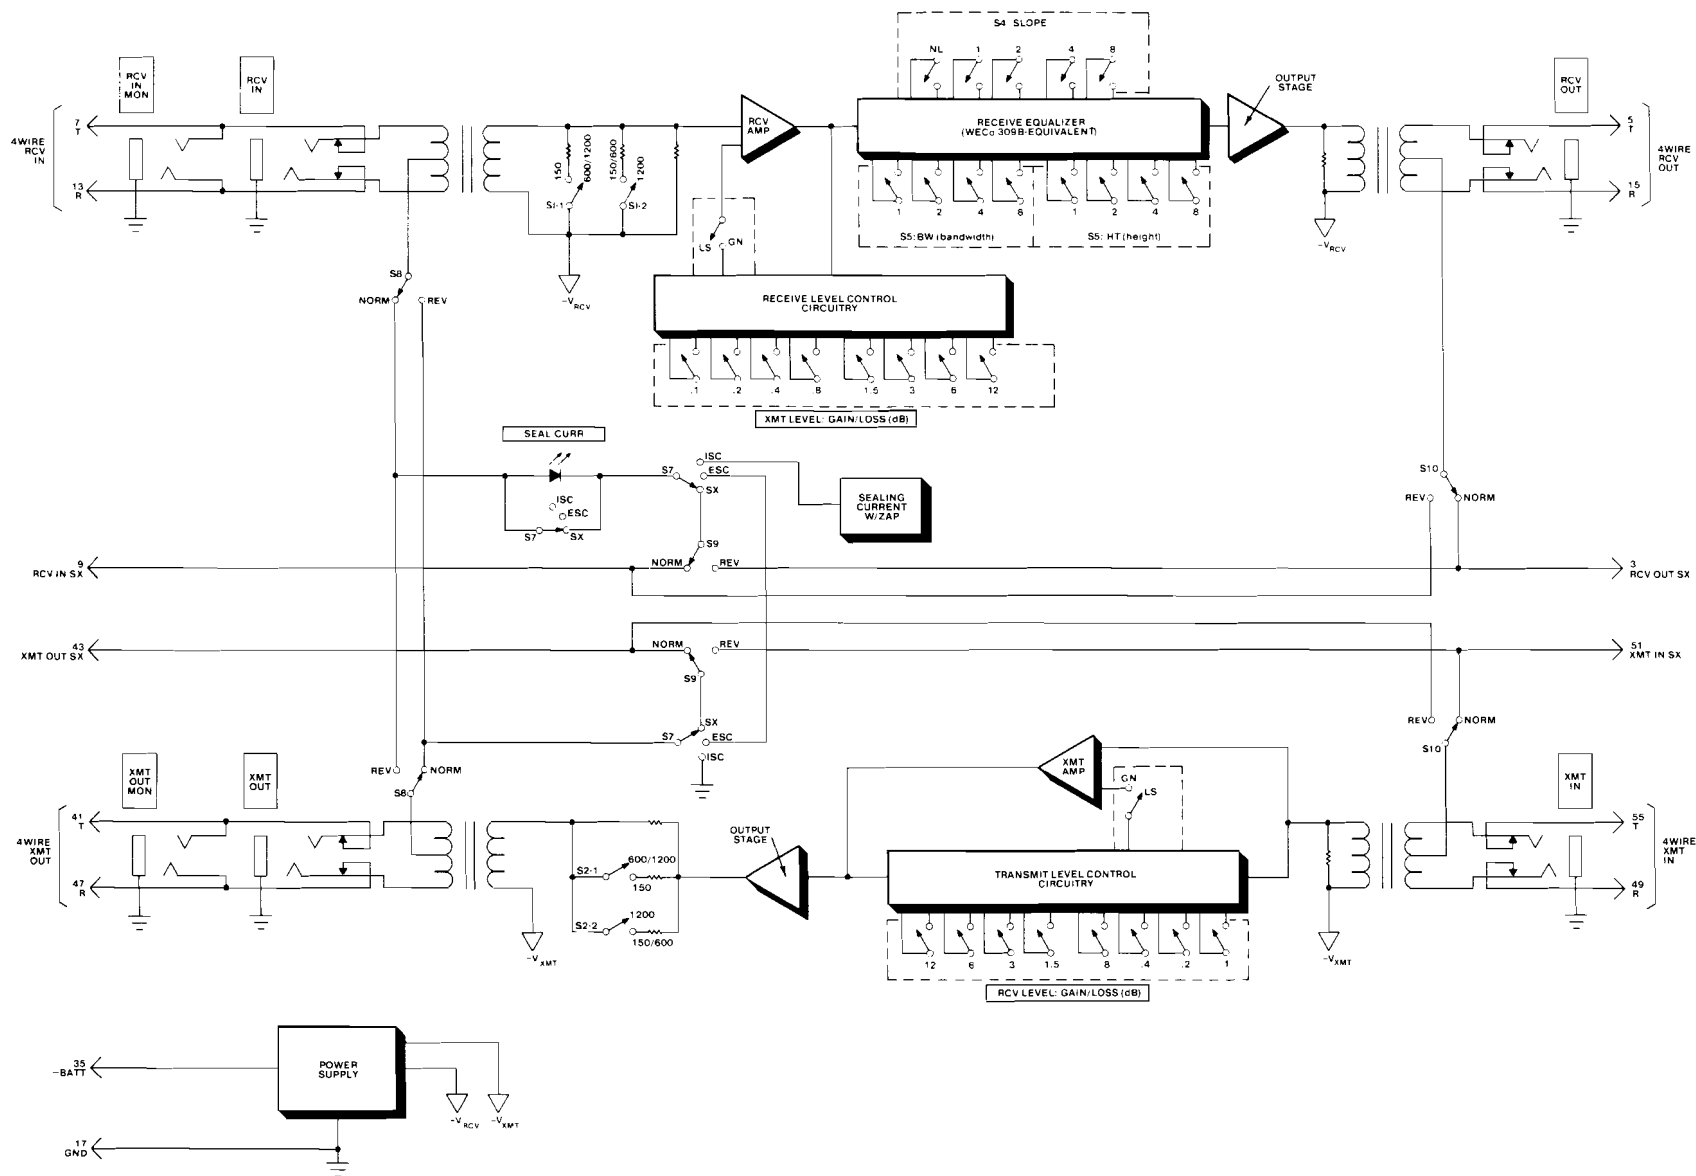 S4 SLOPE
NL 1 2 4 8
RCV
IN
MON
RCV
IN
OUTPUT
STAGE
RCV
OUT
7
T
4WIRE
RCV
IN
13
R
150
600/1200
150/600
1200
S1-1
S1-2
RCV
AMP
RECEIVE EQUALIZER
(WECo 309B-EQUIVALENT)
1 2 4 8
1 2 4 8
S5: BW (bandwidth)
S5: HT (height)
LS
GN
-VRCV
-VRCV
5
T
4WIRE
RCV
OUT
15
R
S8
NORM
REV
RECEIVE LEVEL CONTROL
CIRCUITRY
.1 .2 .4 .8 1.5 3 6 12
XMT LEVEL: GAIN/LOSS (dB)
SEAL CURR
S7
ISC
ESC
SX
ISC
ESC
S7
SX
SEALING
CURRENT
W/ZAP
S10
REV
NORM
S9
NORM
REV
9
RCV IN SX
3
RCV OUT SX
43
XMT OUT SX
NORM
REV
S9
51
XMT IN SX
SX
S7
ESC
ISC
REV
NORM
S10
REV
NORM
S8
XMT
OUT
MON
XMT
OUT
XMT
AMP
GN
LS
XMT
IN
41
T
4WIRE
XMT
OUT
47
R
S2-1
600/1200
150
S2-2
1200
150/600
-VXMT
OUTPUT
STAGE
TRANSMIT LEVEL CONTROL
CIRCUITRY
12 6 3 1.5 8 .4 .2 1
RCV LEVEL: GAIN/LOSS (dB)
-VXMT
55
T
4WIRE
XMT
IN
49
R
35
-BATT
POWER
SUPPLY
-VRCV
-VXMT
17
GND